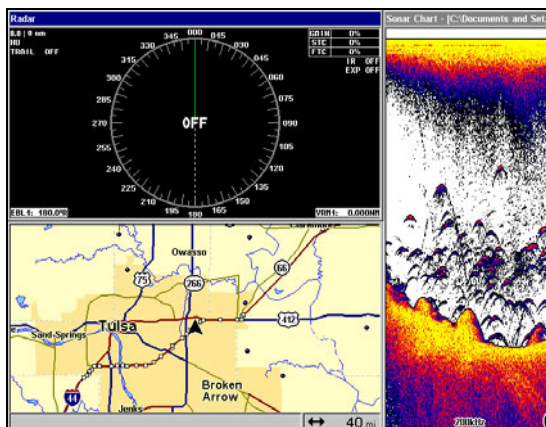 Radar
0.0 | 0 nm
HU
TRAIL OFF
GAIN 0%
STC 0%
FTC 0%
IR OFF
EXP OFF
000
015
030
045
060
075
090
105
120
135
150
165
180
195
210
225
240
255
270
285
300
315
330
345
OFF
EBL1: 180.0°R
VRM1: 0.000NM
Sonar Chart - [C:\Documents and Set
Owasso
75
266
66
412
Sand-Springs
Tulsa
Broken
Arrow
44
Jenks
40 mi
200kHz